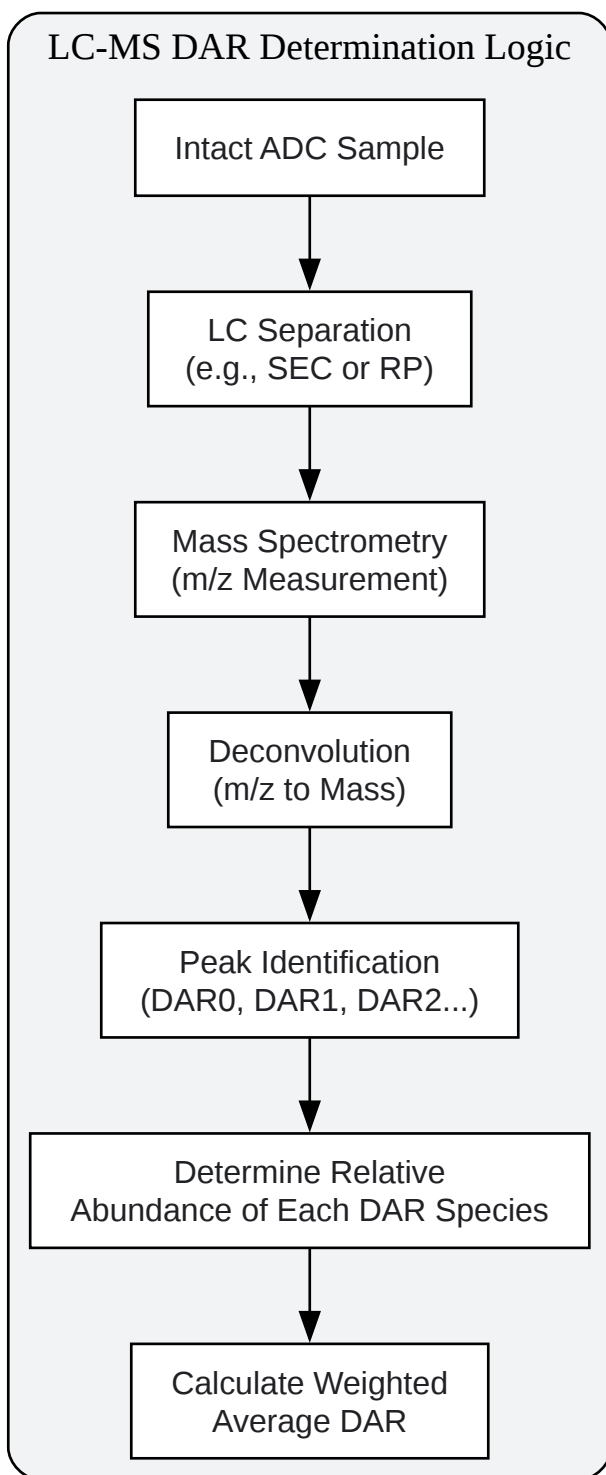 LC-MS DAR Determination Logic
Intact ADC Sample
LC Separation
(e.g., SEC or RP)
Mass Spectrometry
(m/z Measurement)
Deconvolution
(m/z to Mass)
Peak Identification
(DAR0, DAR1, DAR2...)
Determine Relative
Abundance of Each DAR Species
Calculate Weighted
Average DAR